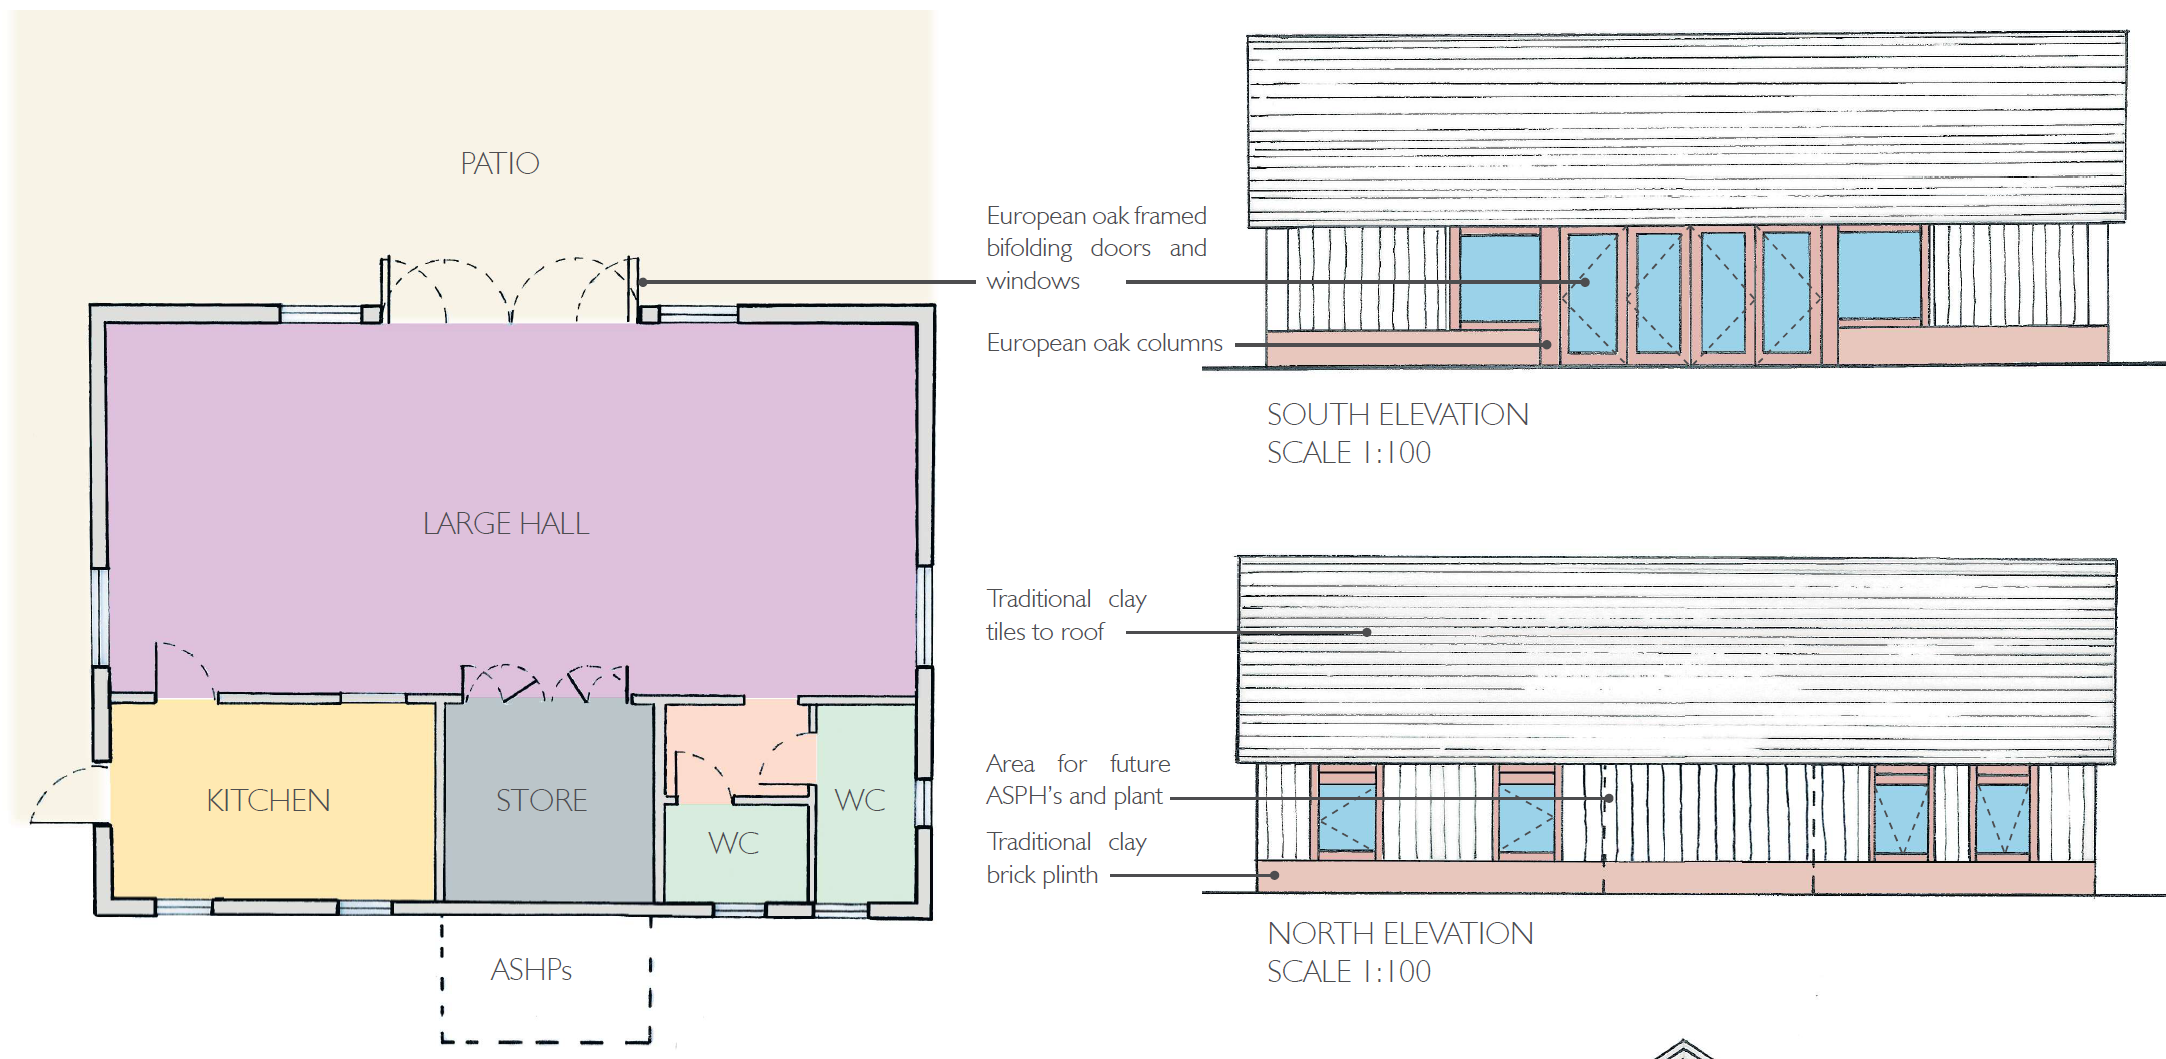 PATIO
LARGE HALL
KITCHEN
STORE
WC
WC
ASHPs
European oak framed
bifolding doors and
windows
European oak columns
SOUTH ELEVATION
SCALE 1:100
Traditional clay
tiles to roof
Area for future
ASPH's and plant
Traditional clay
brick plinth
NORTH ELEVATION
SCALE 1:100